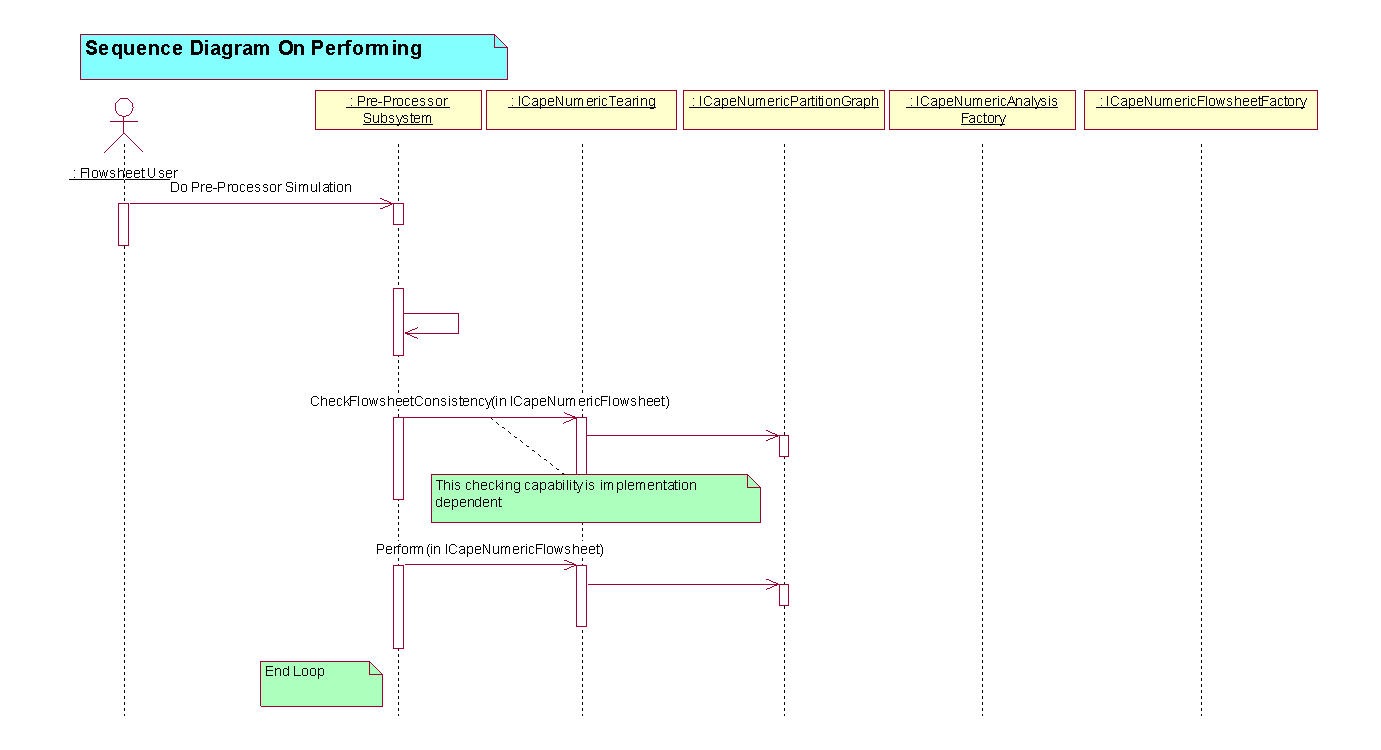 Sequence Diagram On Performing
: Pre-Processor
Subsystem
: ICapeNumericTearing
: ICapeNumericPartitionGraph
: ICapeNumericAnalysis
Factory
: ICapeNumericFlowsheetFactory
: Flowsheet User
Do Pre-Processor Simulation
CheckFlowsheetConsistency(in ICapeNumericFlowsheet)
This checking capability is implementation
dependent
Perform(in ICapeNumericFlowsheet)
End Loop